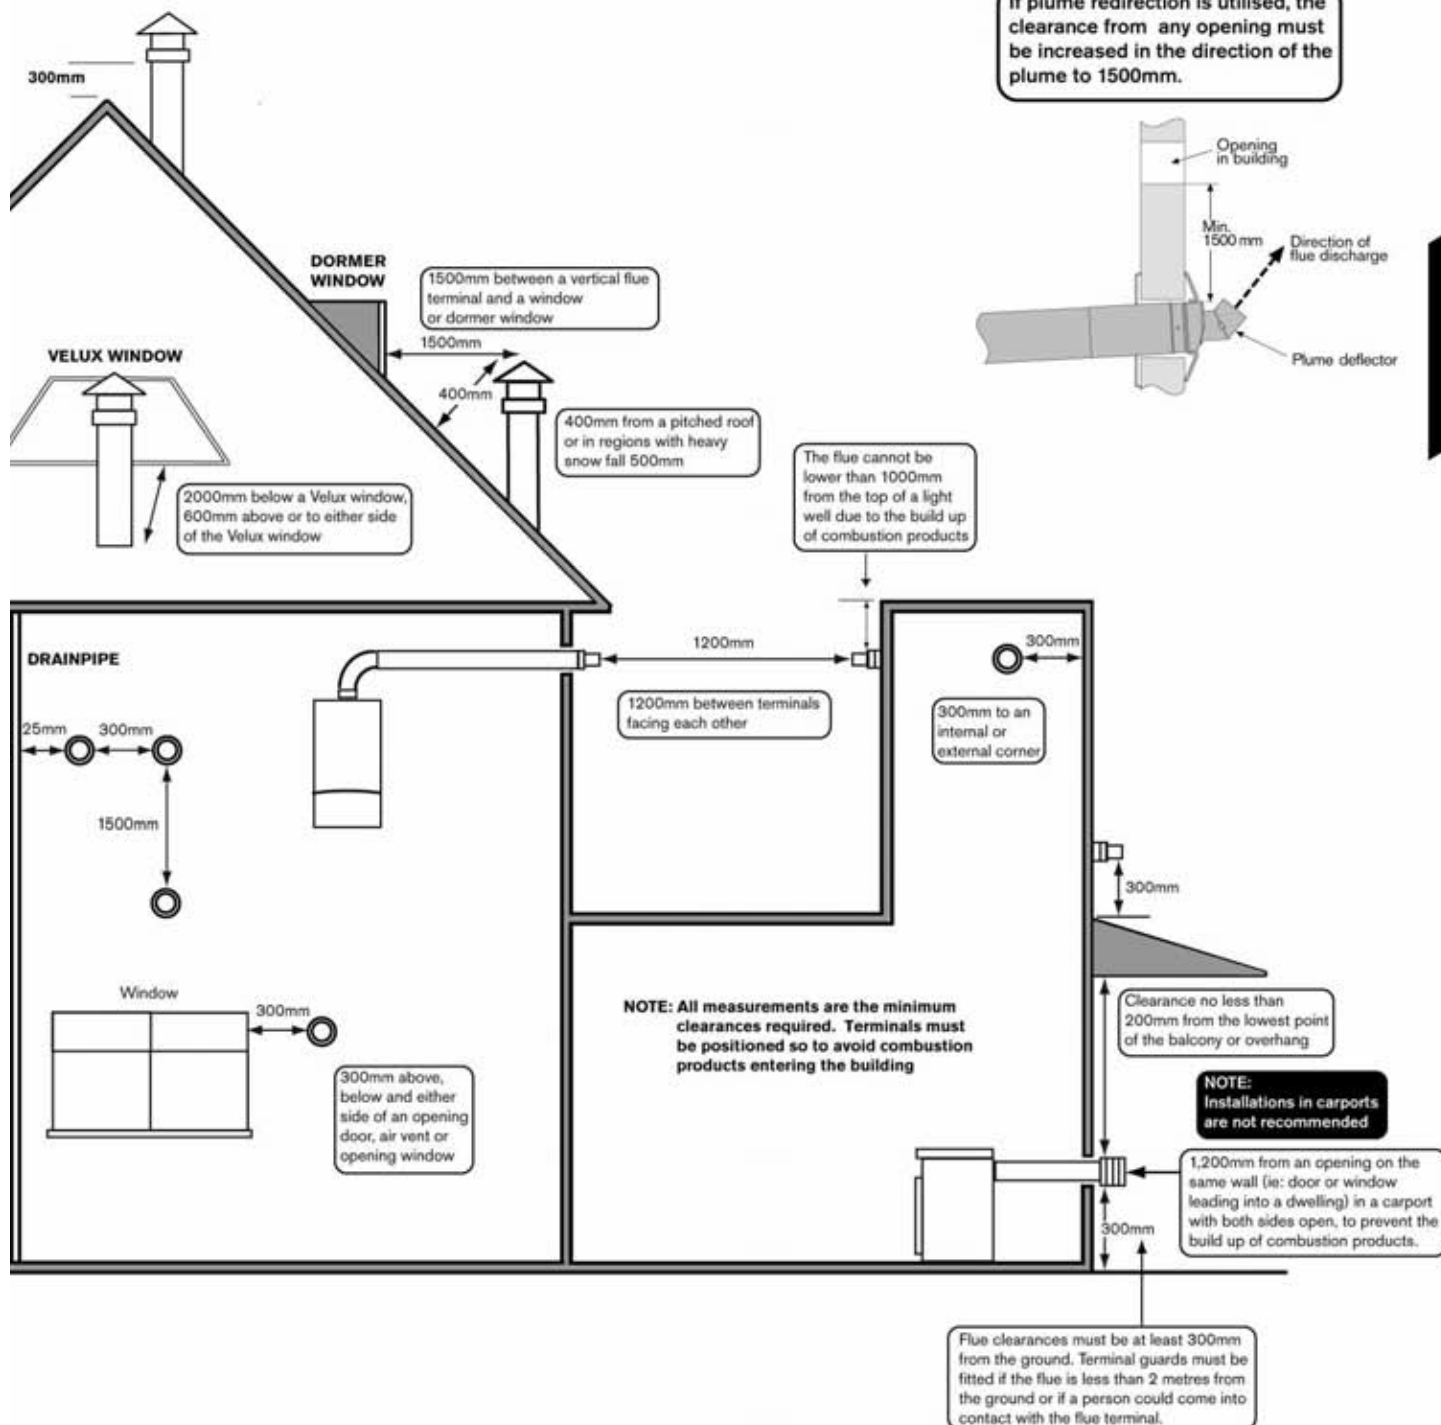 If plume redirection is utilised, the
clearance from any opening must
be increased in the direction of the
plume to 1500mm.
300mm
Opening
in building
Min.
1500 mm
Direction of
flue discharge
Plume deflector
DORMER
WINDOW
1500mm between a vertical flue
terminal and a window
or dormer window
1500mm
400mm
VELUX WINDOW
400mm from a pitched roof
or in regions with heavy
snow fall 500mm
2000mm below a Velux window,
600mm above or to either side
of the Velux window
The flue cannot be
lower than 1000mm
from the top of a light
well due to the build up
of combustion products
DRAINPIPE
1200mm
300mm
1200mm between terminals
facing each other
300mm to an
internal or
external corner
25mm
300mm
1500mm
300mm
Window
300mm
300mm above,
below and either
side of an opening
door, air vent or
opening window
NOTE: All measurements are the minimum
clearances required. Terminals must
be positioned so to avoid combustion
products entering the building
Clearance no less than
200mm from the lowest point
of the balcony or overhang
NOTE:
Installations in carports
are not recommended
1,200mm from an opening on the
same wall (ie: door or window
leading into a dwelling) in a carport
with both sides open, to prevent the
build up of combustion products.
300mm
Flue clearances must be at least 300mm
from the ground. Terminal guards must be
fitted if the flue is less than 2 metres from
the ground or if a person could come into
contact with the flue terminal.